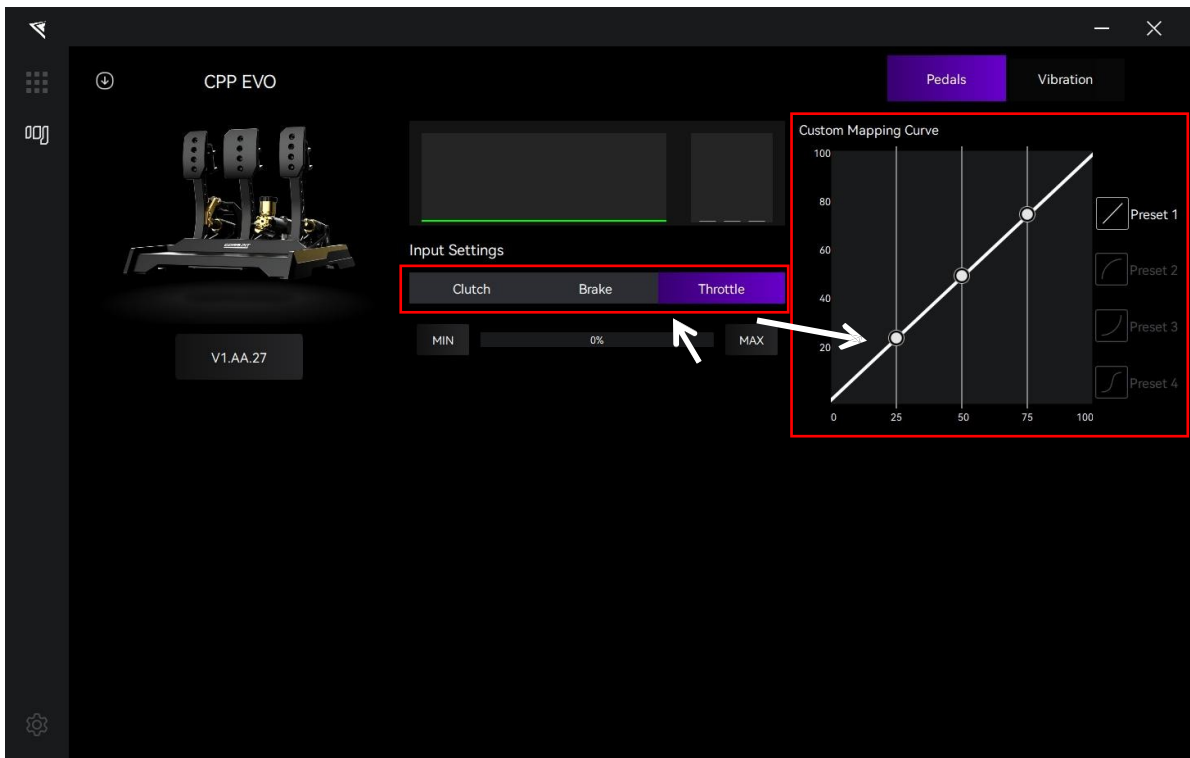 CPP EVO
Pedals
Vibration
Custom Mapping Curve
100
80
60
40
20
0 25 50 75 100
Preset 1
Preset 2
Preset 3
Preset 4
Input Settings
Clutch Brake Throttle
MIN 0% MAX
V1.AA.27